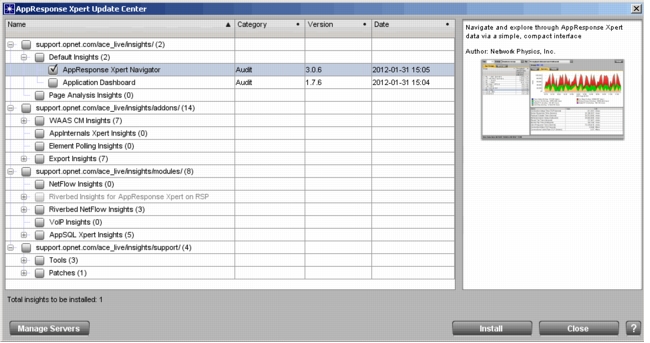 AppResponse Xpert Update Center
Name Category Version Date
support.opnet.com/ace_live/insights/ (2)
Default Insights (2)
AppResponse Xpert Navigator Audit 3.0.6 2012-01-31 15:05
Application Dashboard Audit 1.7.6 2012-01-31 15:04
Page Analysis Insights (0)
support.opnet.com/ace_live/insights/addons/ (14)
WAAS CM Insights (7)
AppInternals Xpert Insights (0)
Element Polling Insights (0)
Export Insights (7)
support.opnet.com/ace_live/insights/modules/ (8)
NetFlow Insights (0)
Riverbed Insights for AppResponse Xpert on RSP
Riverbed NetFlow Insights (3)
VoIP Insights (0)
AppSQL Xpert Insights (5)
support.opnet.com/ace_live/insights/support/ (4)
Tools (3)
Patches (1)
Navigate and explore through AppResponse Xpert
data via a simple, compact interface
Author: Network Physics, Inc.
Total insights to be installed: 1
Manage Servers Install Close ?